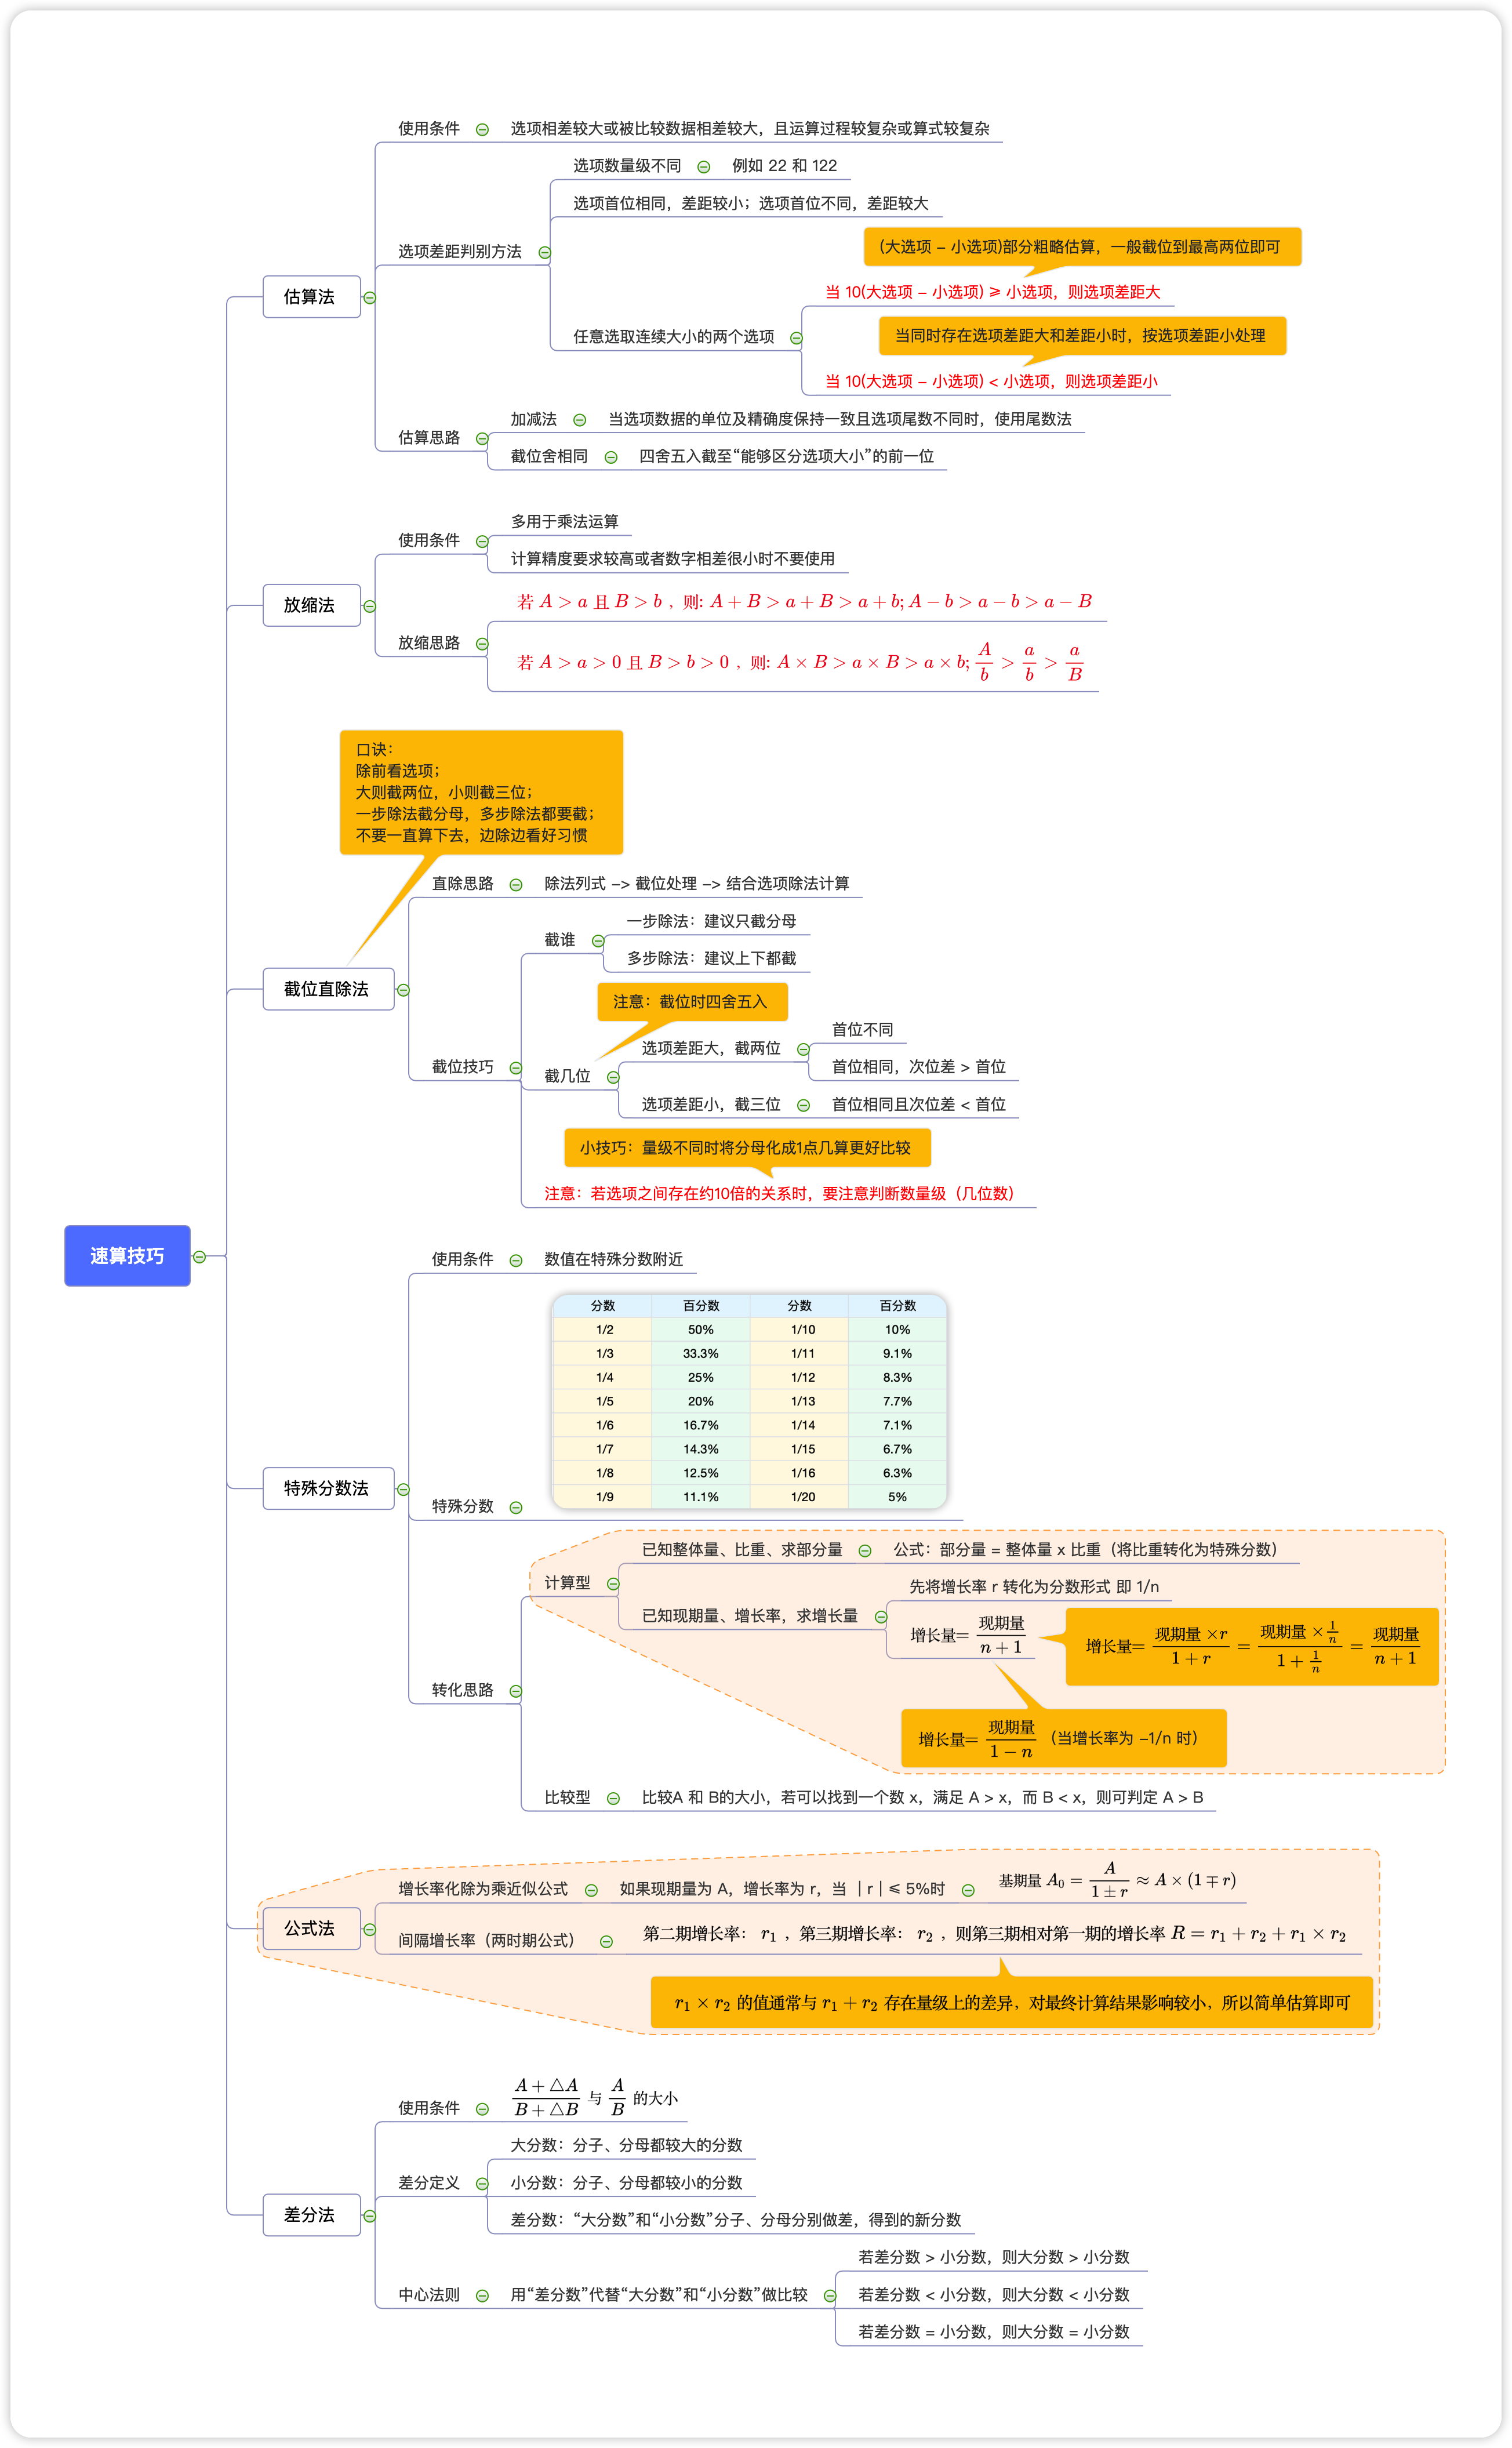 速算技巧
估算法
使用条件
选项相差较大或被比较数据相差较大，且运算过程较复杂或算式较复杂
选项差距判别方法
选项数量级不同
例如 22 和 122
选项首位相同，差距较小；选项首位不同，差距较大
任意选取连续大小的两个选项
(大选项 – 小选项)部分粗略估算，一般截位到最高两位即可
当 10(大选项 – 小选项) ⩾ 小选项，则选项差距大
当同时存在选项差距大和差距小时，按选项差距小处理
当 10(大选项 – 小选项) < 小选项，则选项差距小
估算思路
加减法
当选项数据的单位及精确度保持一致且选项尾数不同时，使用尾数法
截位舍相同
四舍五入截至“能够区分选项大小”的前一位
放缩法
使用条件
多用于乘法运算
计算精度要求较高或者数字相差很小时不要使用
放缩思路
若 A > a 且 B > b ，则: A + B > a + B > a + b; A − b > a − b > a − B
若 A > a > 0 且 B > b > 0 ，则: A × B > a × B > a × b; A/b > a/b > a/B
口诀：
除前看选项；
大则截两位，小则截三位；
一步除法截分母，多步除法都要截；
不要一直算下去，边除边看好习惯
截位直除法
直除思路
除法列式 –> 截位处理 –> 结合选项除法计算
截位技巧
截谁
一步除法：建议只截分母
多步除法：建议上下都截
注意：截位时四舍五入
截几位
选项差距大，截两位
首位不同
首位相同，次位差 > 首位
选项差距小，截三位
首位相同且次位差 < 首位
小技巧：量级不同时将分母化成1点几算更好比较
注意：若选项之间存在约10倍的关系时，要注意判断数量级（几位数）
特殊分数法
使用条件
数值在特殊分数附近
特殊分数
分数 百分数 分数 百分数
1/2 50% 1/10 10%
1/3 33.3% 1/11 9.1%
1/4 25% 1/12 8.3%
1/5 20% 1/13 7.7%
1/6 16.7% 1/14 7.1%
1/7 14.3% 1/15 6.7%
1/8 12.5% 1/16 6.3%
1/9 11.1% 1/20 5%
转化思路
计算型
已知整体量、比重、求部分量
公式：部分量 = 整体量 x 比重（将比重转化为特殊分数）
已知现期量、增长率，求增长量
先将增长率 r 转化为分数形式 即 1/n
增长量= 现期量/(n + 1)
增长量= (现期量 ×r)/(1 + r) = (现期量 ×1/n)/(1 + 1/n) = 现期量/(n + 1)
增长量= 现期量/(1 − n) （当增长率为 –1/n 时）
比较型
比较A 和 B的大小，若可以找到一个数 x，满足 A > x，而 B < x，则可判定 A > B
公式法
增长率化除为乘近似公式
如果现期量为 A，增长率为 r，当 ｜r｜⩽ 5%时
基期量 A₀ = A/(1 ± r) ≈ A × (1 ∓ r)
间隔增长率（两时期公式）
第二期增长率： r₁ ，第三期增长率： r₂ ，则第三期相对第一期的增长率 R = r₁ + r₂ + r₁ × r₂
r₁ × r₂ 的值通常与 r₁ + r₂ 存在量级上的差异，对最终计算结果影响较小，所以简单估算即可
差分法
使用条件
(A + △A)/(B + △B) 与 A/B 的大小
差分定义
大分数：分子、分母都较大的分数
小分数：分子、分母都较小的分数
差分数：“大分数”和“小分数”分子、分母分别做差，得到的新分数
中心法则
用“差分数”代替“大分数”和“小分数”做比较
若差分数 > 小分数，则大分数 > 小分数
若差分数 < 小分数，则大分数 < 小分数
若差分数 = 小分数，则大分数 = 小分数